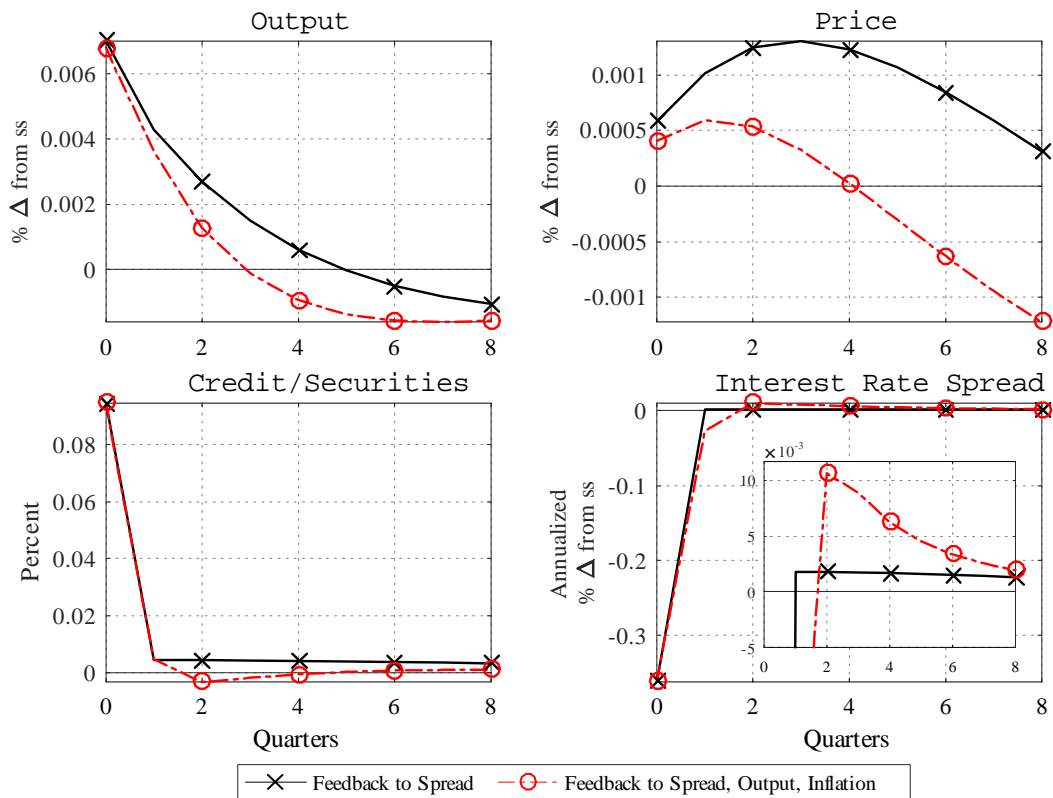 Output
% Δ from ss
0.006
0.004
0.002
0
0 2 4 6 8
Price
% Δ from ss
0.001
0.0005
0
-0.0005
-0.001
0 2 4 6 8
Credit/Securities
Percent
0.08
0.06
0.04
0.02
0
0 2 4 6 8
Quarters
Interest Rate Spread
Annualized
% Δ from ss
0
-0.1
-0.2
-0.3
× 10⁻³
10
5
0
-5
0 2 4 6 8
0 2 4 6 8
Quarters
Feedback to Spread
Feedback to Spread, Output, Inflation